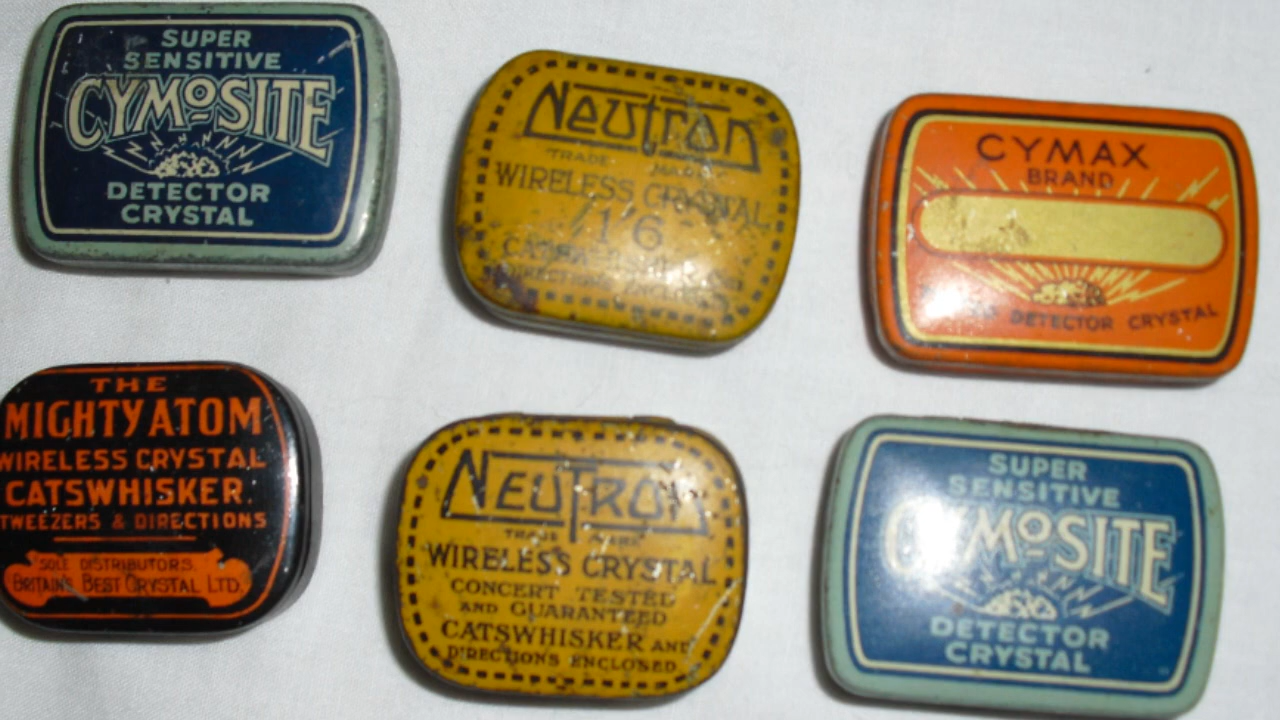 SUPER
SENSITIVE
CYMOSITE
DETECTOR
CRYSTAL
Neutron
TRADE MARK
WIRELESS CRYSTAL
1'6
CYMAX
BRAND
DETECTOR CRYSTAL
THE
MIGHTY ATOM
WIRELESS CRYSTAL
CATSWHISKER.
TWEEZERS & DIRECTIONS
SOLE DISTRIBUTORS.
BRITAINS BEST CRYSTAL LTD.
NEUTRON
TRADE MARK
WIRELESS CRYSTAL
CONCERT TESTED
AND GUARANTEED
CATSWHISKER AND
DIRECTIONS ENCLOSED
SUPER
SENSITIVE
CYMOSITE
DETECTOR
CRYSTAL